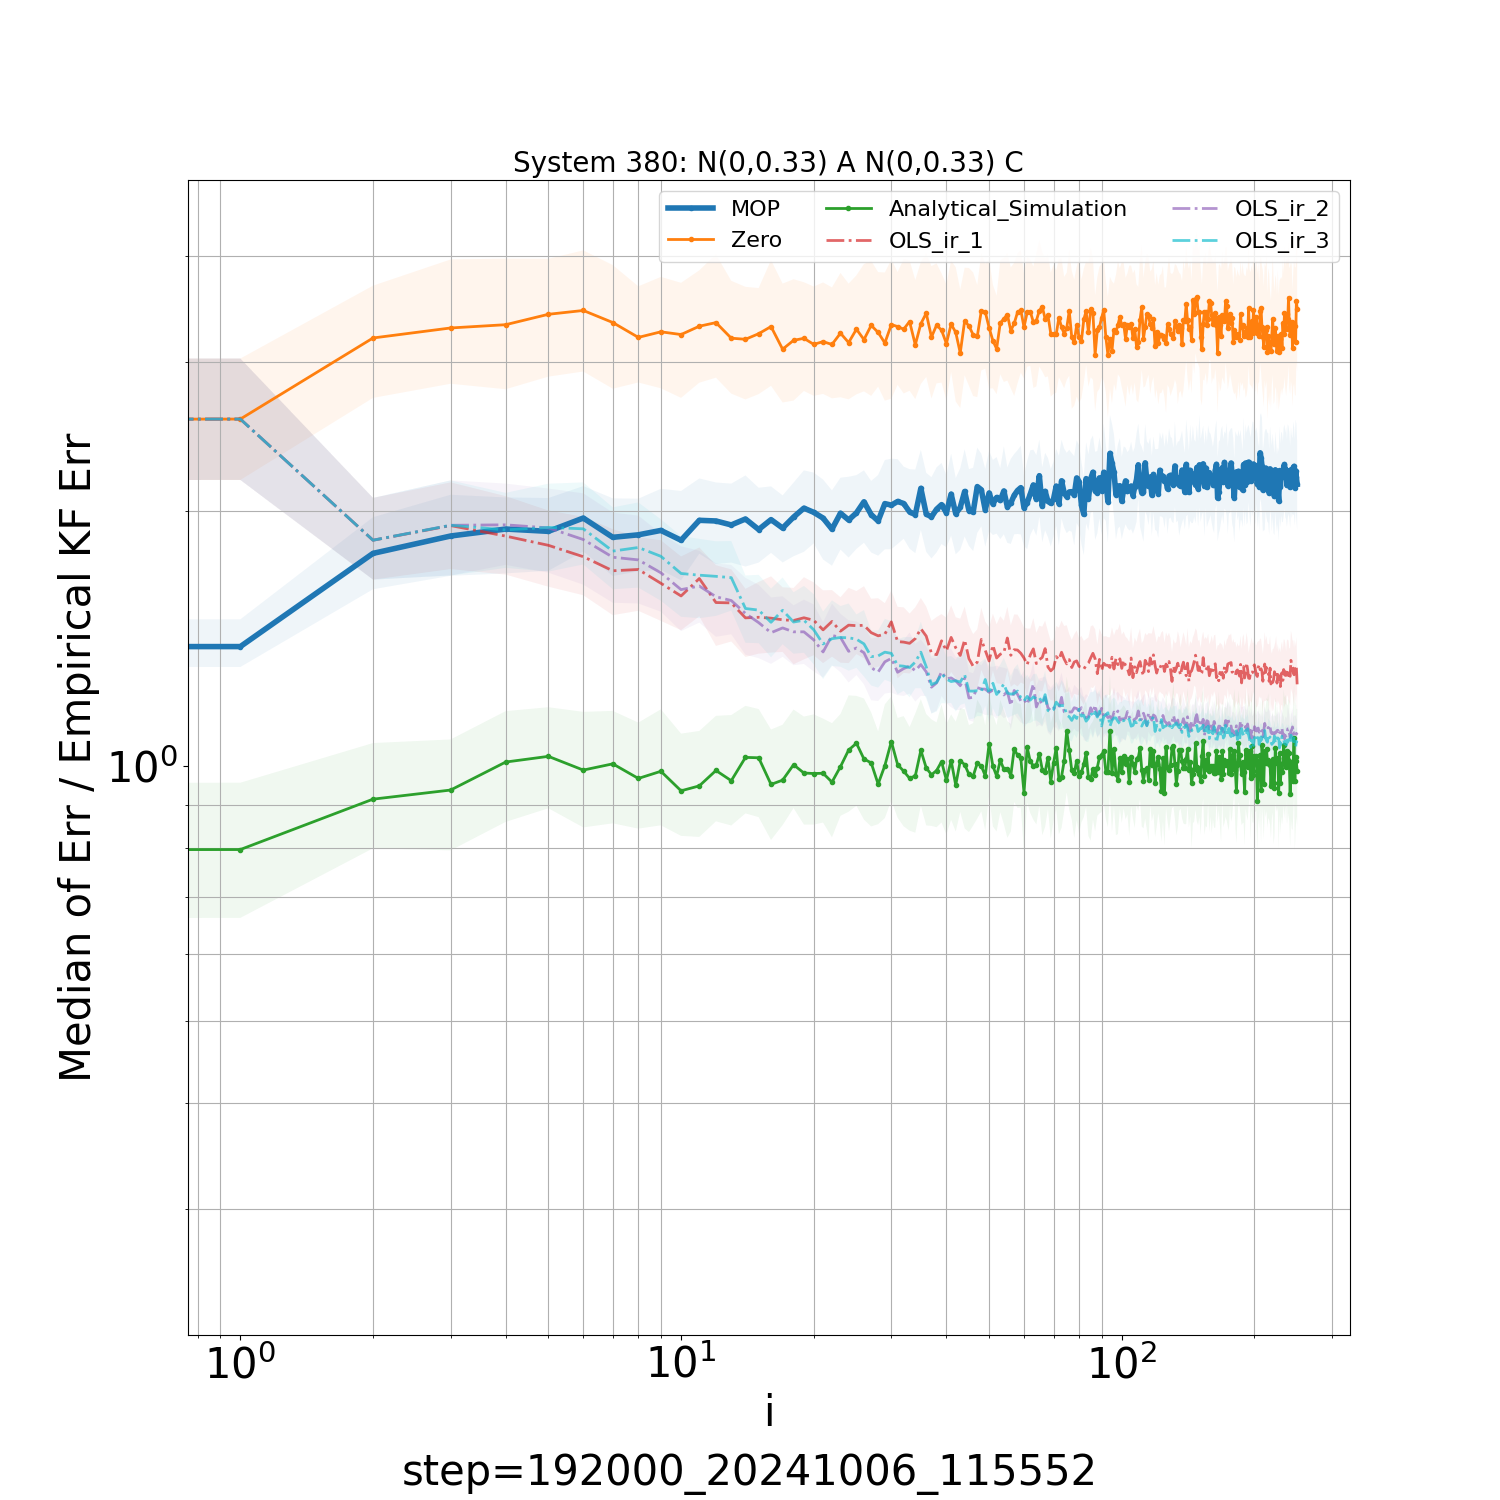 System 380: N(0,0.33) A N(0,0.33) C
MOP
Zero
Analytical_Simulation
OLS_ir_1
OLS_ir_2
OLS_ir_3
Median of Err / Empirical KF Err
10⁰
10⁰ 10¹ 10²
i
step=192000_20241006_115552